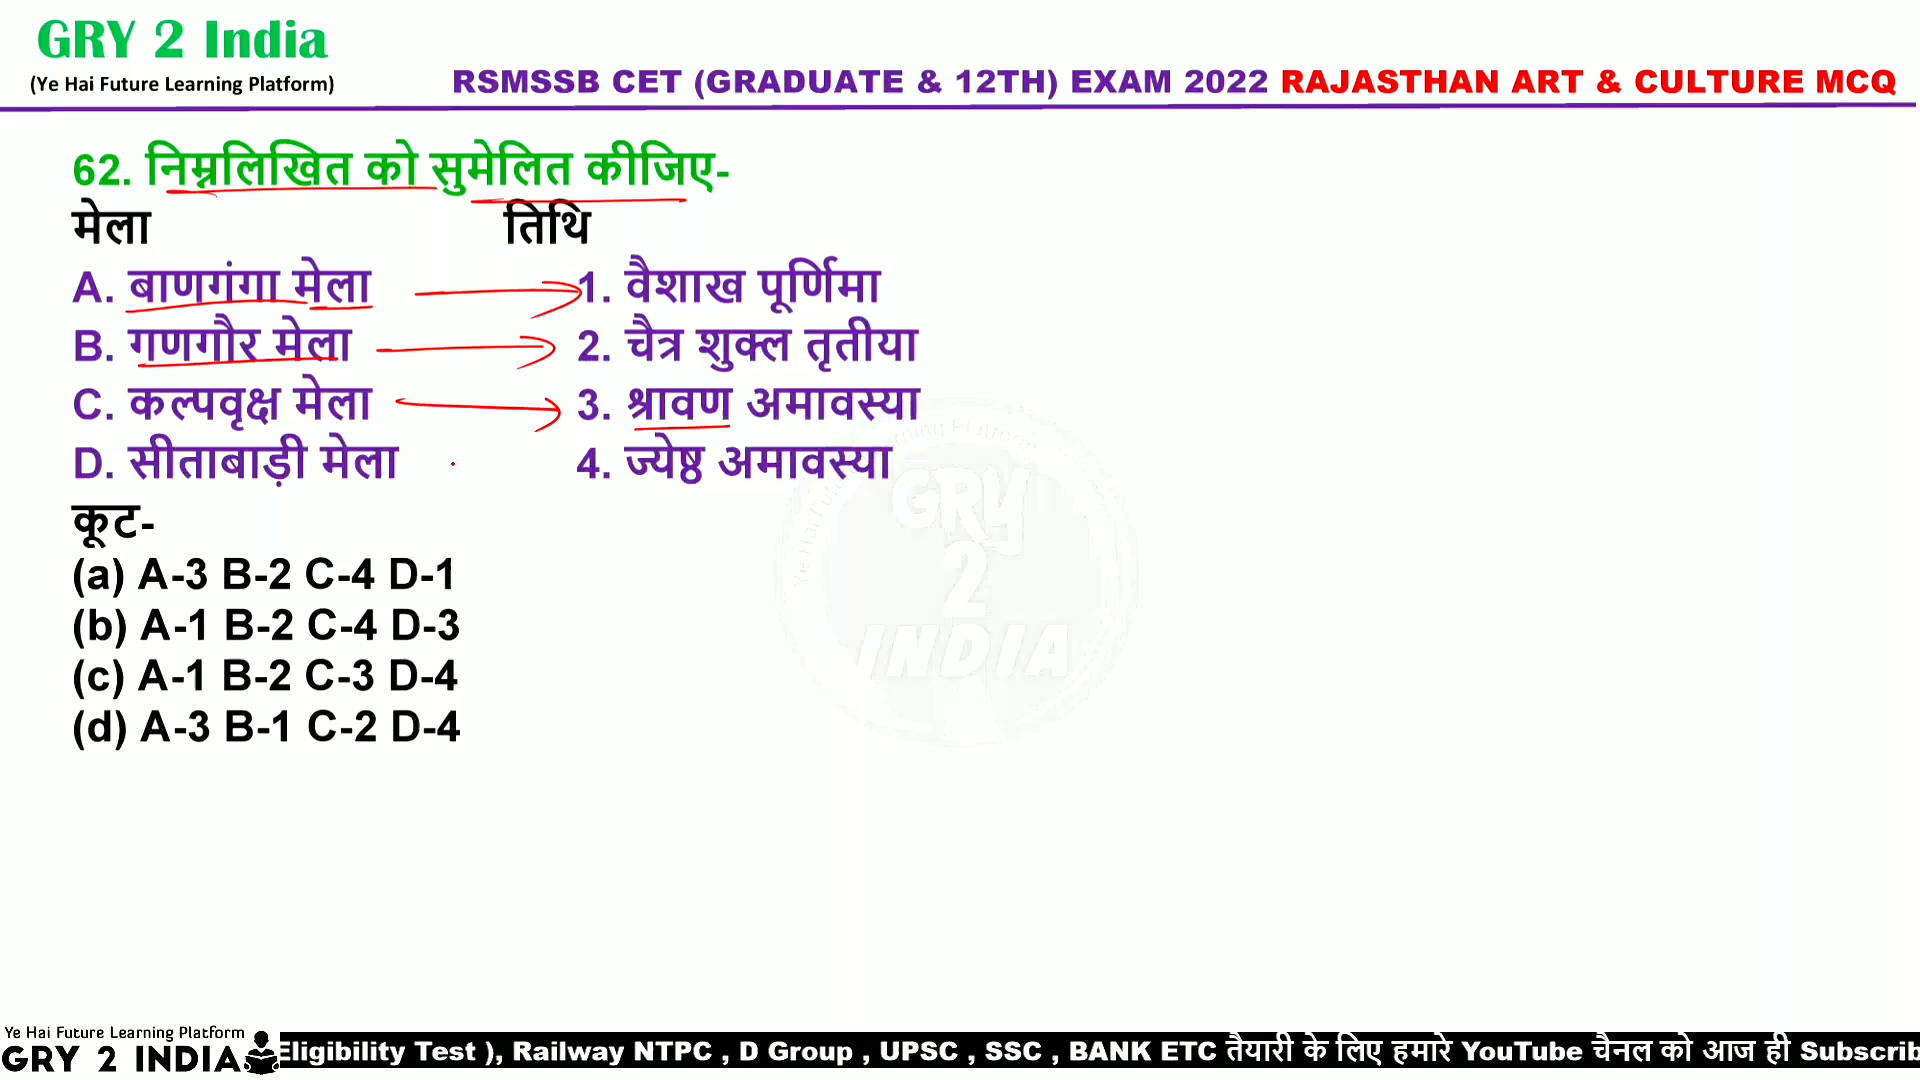 GRY 2 India
(Ye Hai Future Learning Platform)
RSMSSB CET (GRADUATE & 12TH) EXAM 2022 RAJASTHAN ART & CULTURE MCQ
62. निम्नलिखित को सुमेलित कीजिए-
मेला तिथि
A. बाणगंगा मेला 1. वैशाख पूर्णिमा
B. गणगौर मेला 2. चैत्र शुक्ल तृतीया
C. कल्पवृक्ष मेला 3. श्रावण अमावस्या
D. सीताबाड़ी मेला 4. ज्येष्ठ अमावस्या
कूट-
(a) A-3 B-2 C-4 D-1
(b) A-1 B-2 C-4 D-3
(c) A-1 B-2 C-3 D-4
(d) A-3 B-1 C-2 D-4
GRY
2
INDIA
Ye Hai Future Learning Platform
GRY 2 INDIA
Eligibility Test ), Railway NTPC , D Group , UPSC , SSC , BANK ETC तैयारी के लिए हमारे YouTube चैनल को आज ही Subscrib